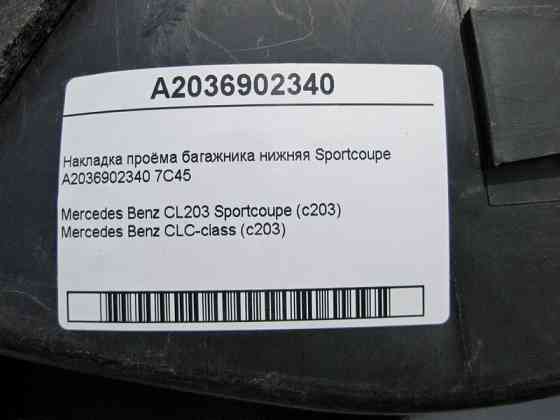 A2036902340
Накладка проёма багажника нижняя Sportcoupe
A2036902340 7C45
Mercedes Benz CL203 Sportcoupe (c203)
Mercedes Benz CLC-class (c203)